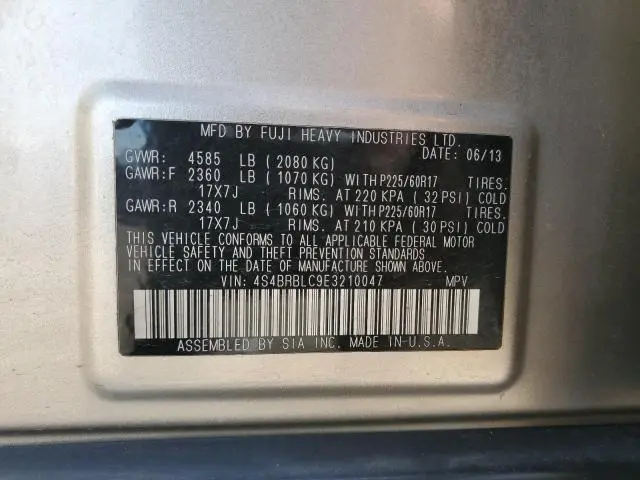 MFD BY FUJI HEAVY INDUSTRIES LTD.
GVWR: 4585 LB (2080 KG) DATE: 06/13
GAWR:F 2360 LB (1070 KG) WITH P225/60R17 TIRES.
17X7J RIMS. AT 220 KPA (32 PSI) COLD
GAWR:R 2340 LB (1060 KG) WITH P225/60R17 TIRES.
17X7J RIMS. AT 210 KPA (30 PSI) COLD
THIS VEHICLE CONFORMS TO ALL APPLICABLE FEDERAL MOTOR
VEHICLE SAFETY AND THEFT PREVENTION STANDARDS
IN EFFECT ON THE DATE OF MANUFACTURE SHOWN ABOVE.
VIN: 4S4BRBLC9E3210047 MPV
ASSEMBLED BY SIA INC. MADE IN-U.S.A.